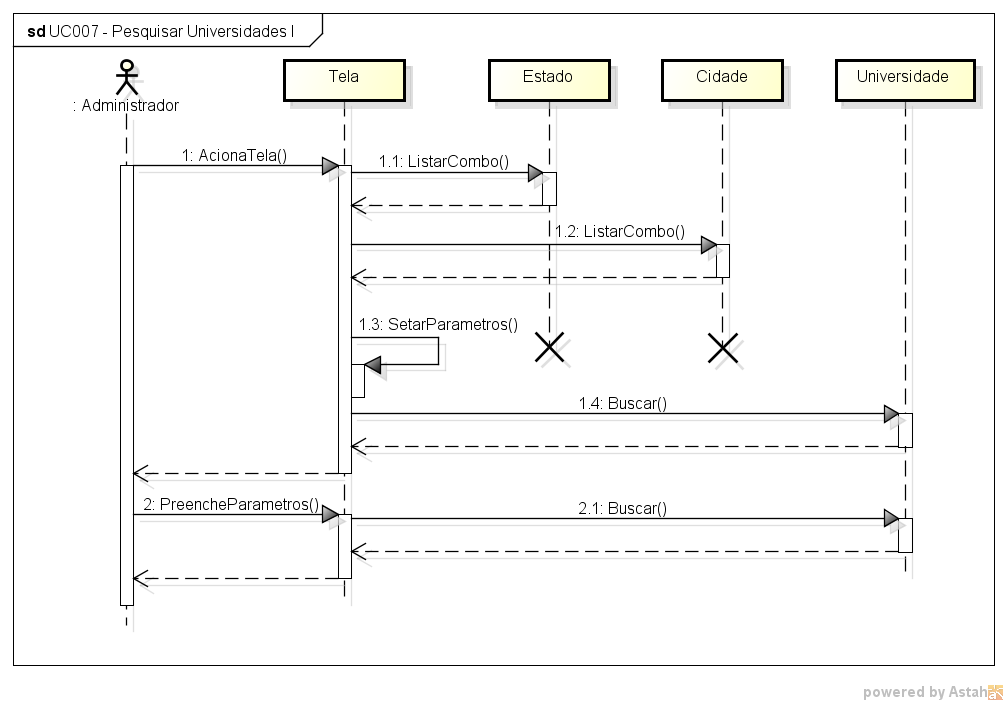 sd UC007 - Pesquisar Universidades I
Tela
Estado
Cidade
Universidade
: Administrador
1: AcionaTela()
1.1: ListarCombo()
1.2: ListarCombo()
1.3: SetarParametros()
1.4: Buscar()
2: PreencheParametros()
2.1: Buscar()
powered by Astah